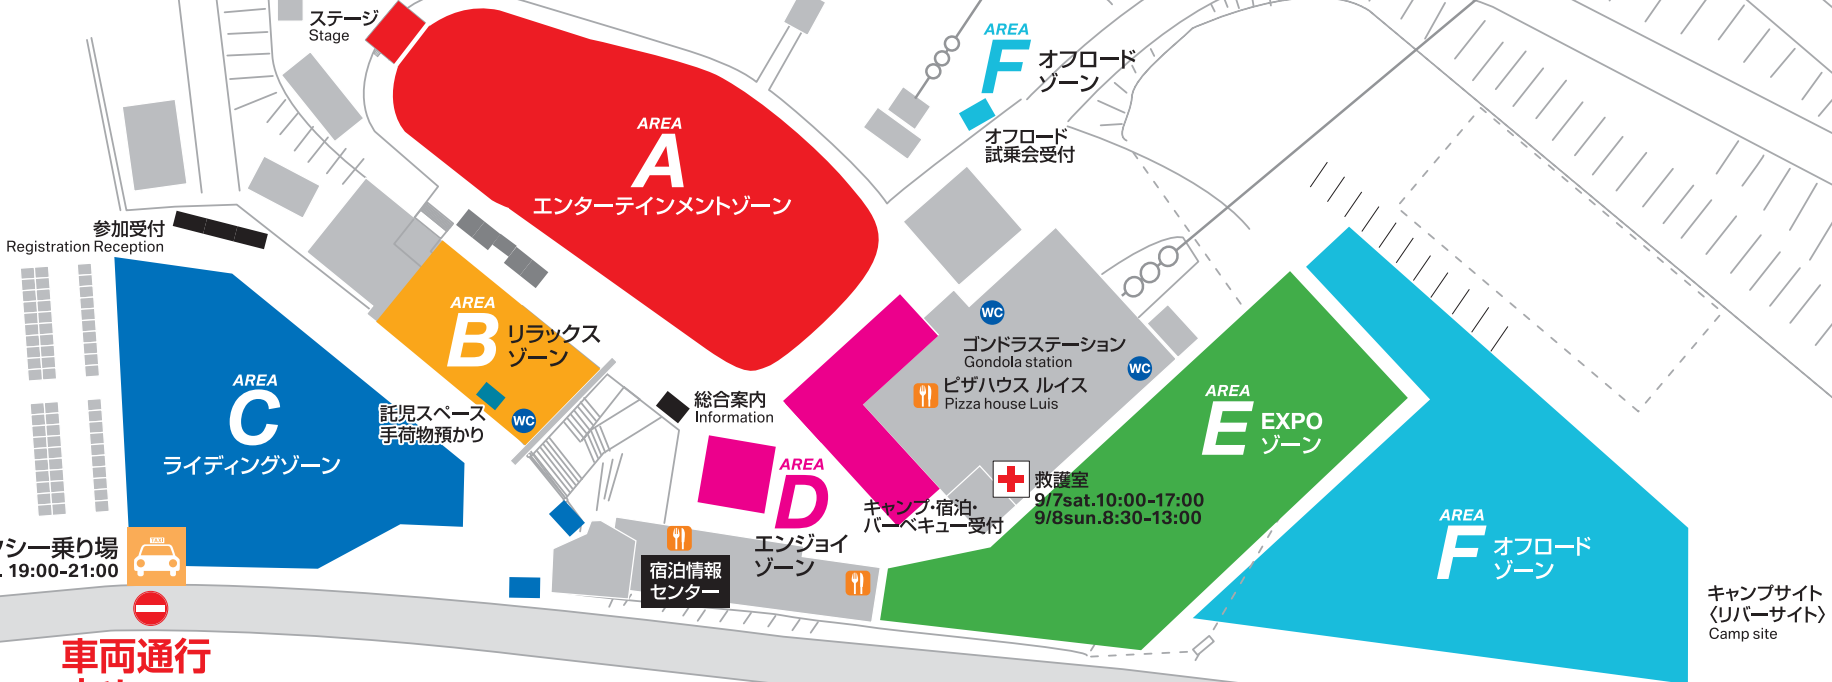 ステージ
Stage
AREA
F
オフロード
ゾーン
オフロード
試乗会受付
AREA
A
エンターテインメントゾーン
参加受付
Registration Reception
AREA
B
リラックス
ゾーン
託児スペース
手荷物預かり
WC
AREA
C
ライディングゾーン
総合案内
Information
WC
ゴンドラステーション
Gondola station
WC
ピザハウス ルイス
Pizza house Luis
AREA
D
エンジョイ
ゾーン
キャンプ・宿泊・
バーベキュー受付
救護室
9/7sat.10:00-17:00
9/8sun.8:30-13:00
AREA
E
EXPO
ゾーン
AREA
F
オフロード
ゾーン
宿泊情報
センター
シー乗り場
19:00-21:00
TAXI
車両通行
キャンプサイト
〈リバーサイト〉
Camp site